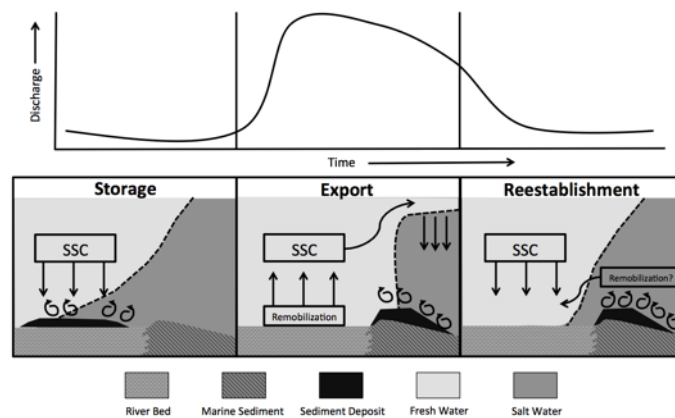 Discharge
Time
Storage
Export
Reestablishment
SSC
SSC
SSC
Remobilization?
Remobilization
River Bed
Marine Sediment
Sediment Deposit
Fresh Water
Salt Water